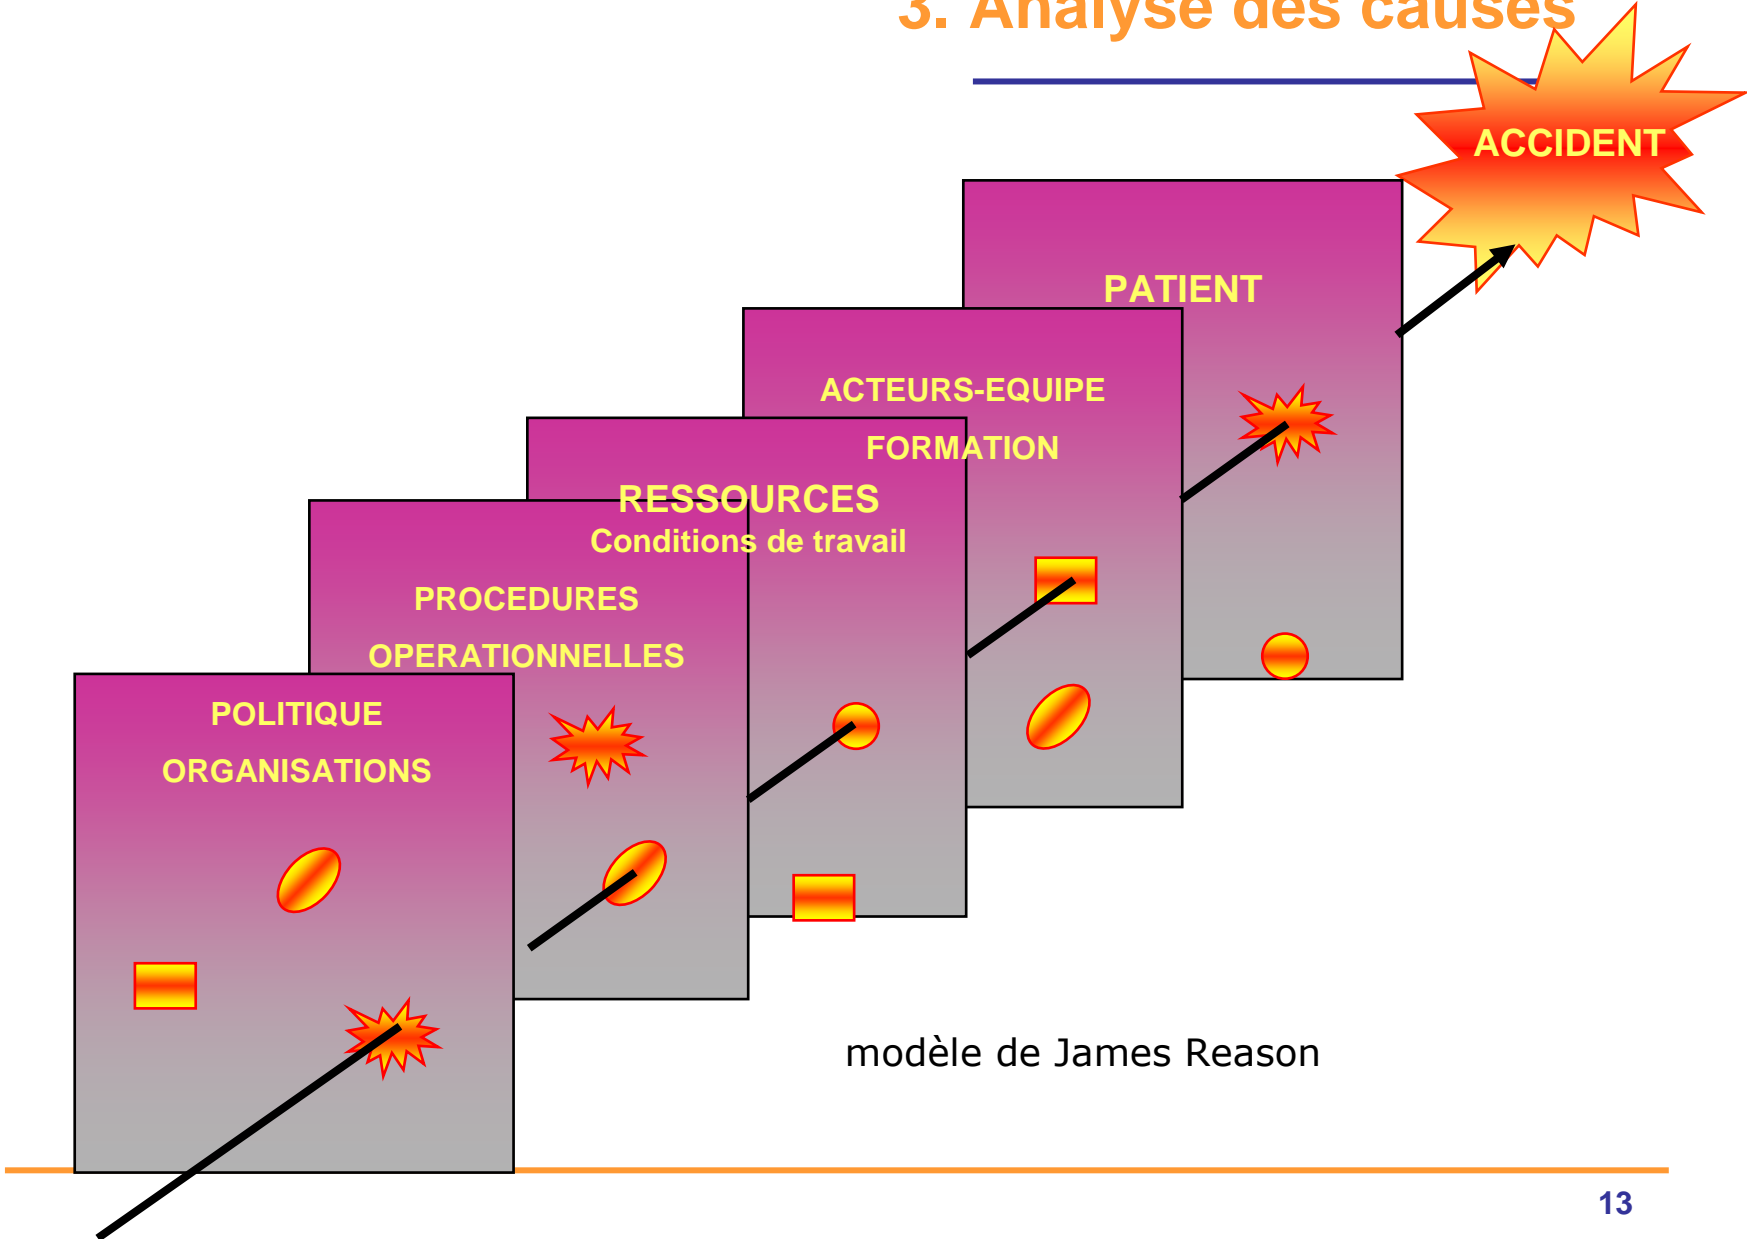 3. Analyse des causes
ACCIDENT
PATIENT
ACTEURS-EQUIPE
FORMATION
RESSOURCES
Conditions de travail
PROCEDURES
OPERATIONNELLES
POLITIQUE
ORGANISATIONS
modèle de James Reason
13